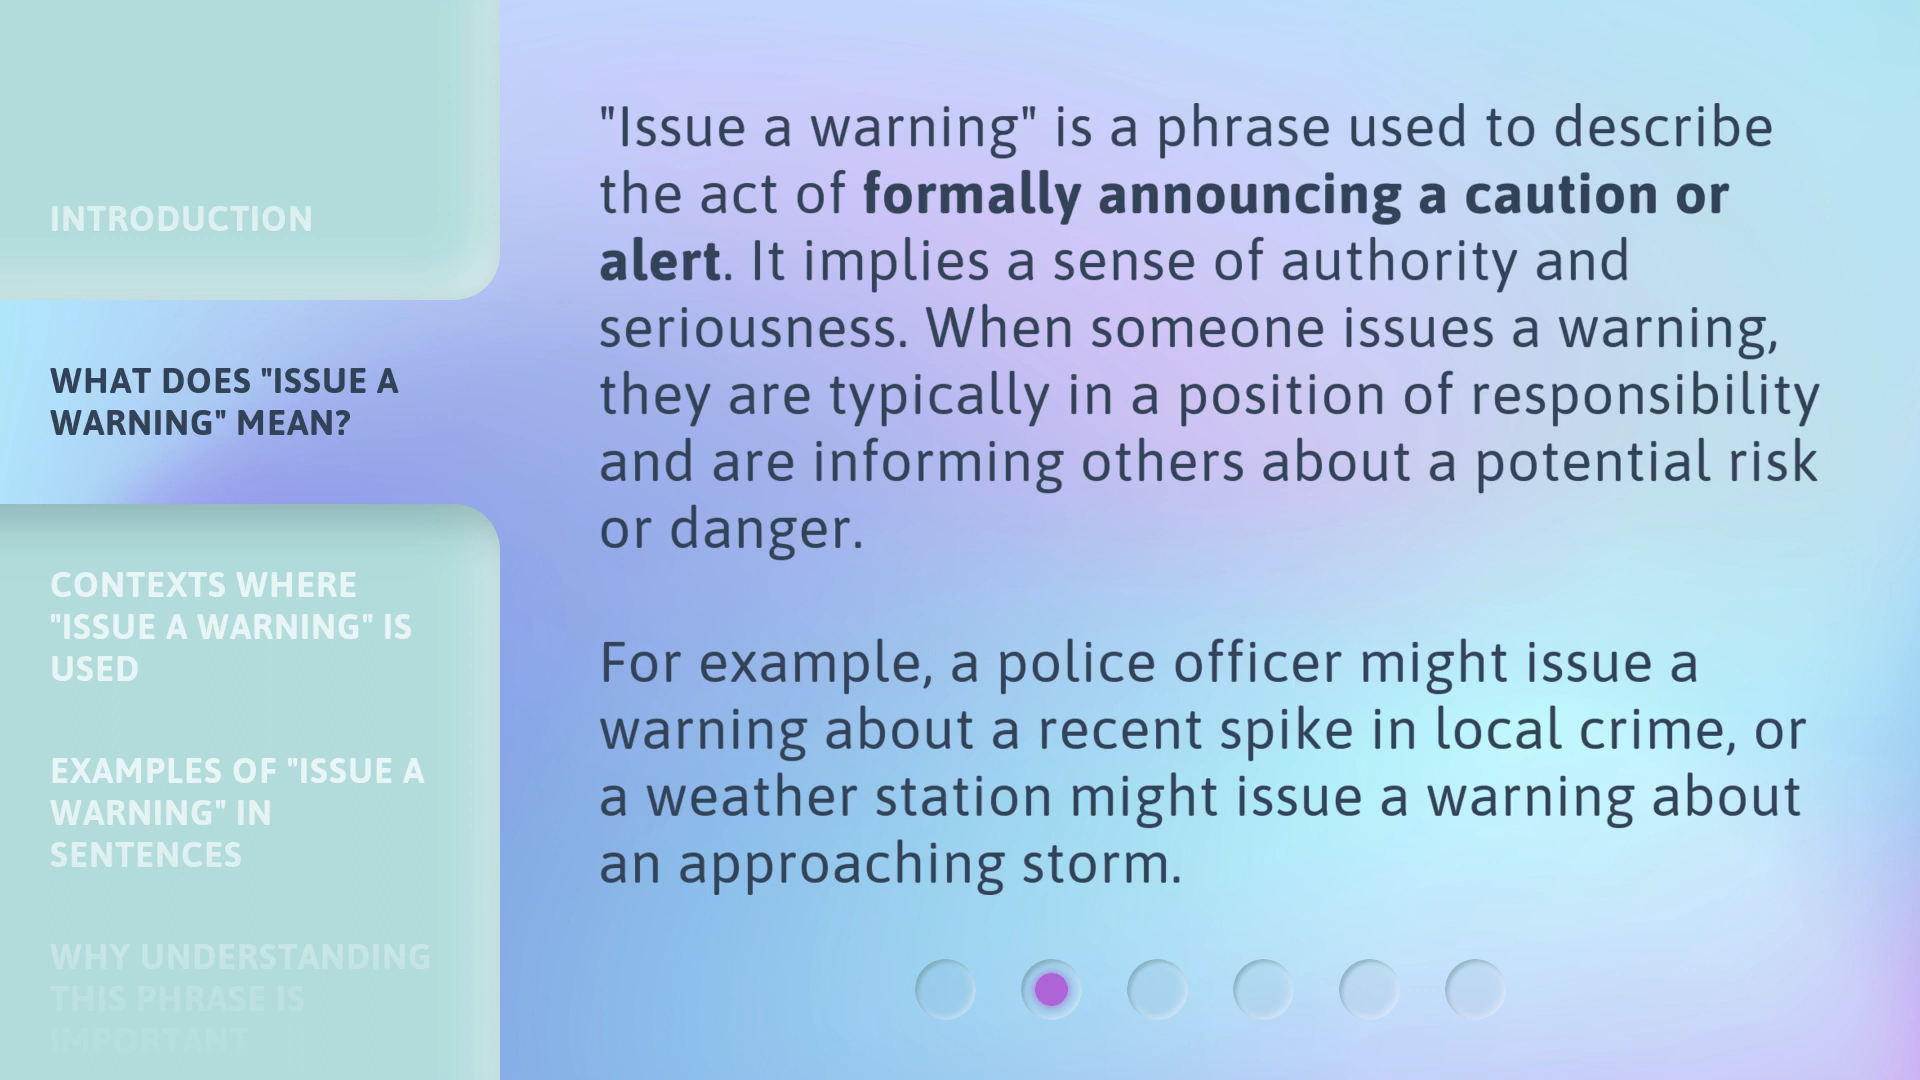 INTRODUCTION
WHAT DOES "ISSUE A
WARNING" MEAN?
CONTEXTS WHERE
"ISSUE A WARNING" IS
USED
EXAMPLES OF "ISSUE A
WARNING" IN
SENTENCES
WHY UNDERSTANDING
THIS PHRASE IS
IMPORTANT
"Issue a warning" is a phrase used to describe
the act of formally announcing a caution or
alert. It implies a sense of authority and
seriousness. When someone issues a warning,
they are typically in a position of responsibility
and are informing others about a potential risk
or danger.
For example, a police officer might issue a
warning about a recent spike in local crime, or
a weather station might issue a warning about
an approaching storm.